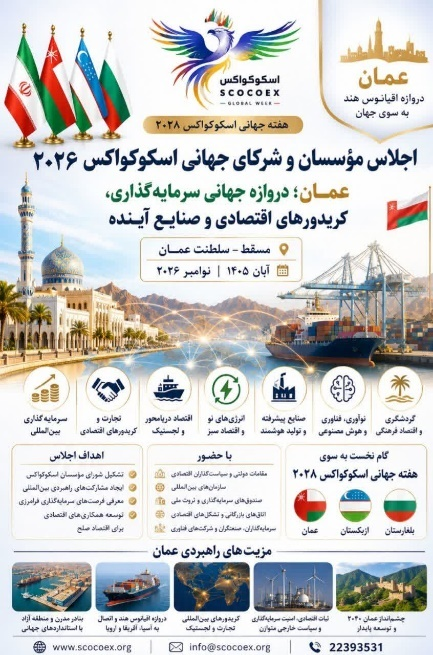 اسکوکواکس
SCOCOEX
GLOBAL WEEK
عمان
دروازه اقیانوس هند
به سوی جهان
هفته جهانی اسکوکواکس ۲۰۲۸
اجلاس مؤسسان و شرکای جهانی اسکوکواکس ۲۰۲۶
عمـان؛ دروازه جهانی سرمایه‌گذاری،
کریدورهای اقتصادی و صنایع آینده
مسقط - سلطنت عمـان
آبان ۱۴۰۵ | نوامبر ۲۰۲۶
گردشگری
و اقتصاد فرهنگی
نوآوری، فناوری
و هوش مصنوعی
صنایع پیشرفته
و تولید هوشمند
انرژی‌های نو
و اقتصاد سبز
اقتصاد دریامحور
و لجستیک
تجارت و
کریدورهای اقتصادی
سرمایه‌گذاری
بین‌المللی
گام نخست به سوی
هفته جهانی اسکوکواکس ۲۰۲۸
بلغارستان
ازبکستان
عمان
با حضور
مقامات دولتی و سیاست‌گذاران اقتصادی
سازمان‌های بین‌المللی
صندوق‌های سرمایه‌گذاری و ثروت ملی
اتاق‌های بازرگانی و تشکل‌های اقتصادی
سرمایه‌گذاران، صنعتگران و شرکت‌های فناوری
اهداف اجلاس
تشکیل شورای مؤسسان اسکوکواکس
ایجاد مشارکت‌های راهبردی بین‌المللی
معرفی فرصت‌های سرمایه‌گذاری فرامرزی
توسعه همکاری‌های اقتصادی
برای اقتصاد صلح
مزیت‌های راهبردی عمان
چشم‌انداز عمان ۲۰۴۰
و توسعه پایدار
ثبات اقتصادی، امنیت سرمایه‌گذاری
و سیاست خارجی متوازن
کریدورهای بین‌المللی
تجارت و لجستیک
دروازه اقیانوس هند و اتصال
به آسیا، آفریقا و اروپا
بنادر مدرن و منطقه آزاد
با استانداردهای جهانی
www.scocoex.org
info@scocoex.org
22393531